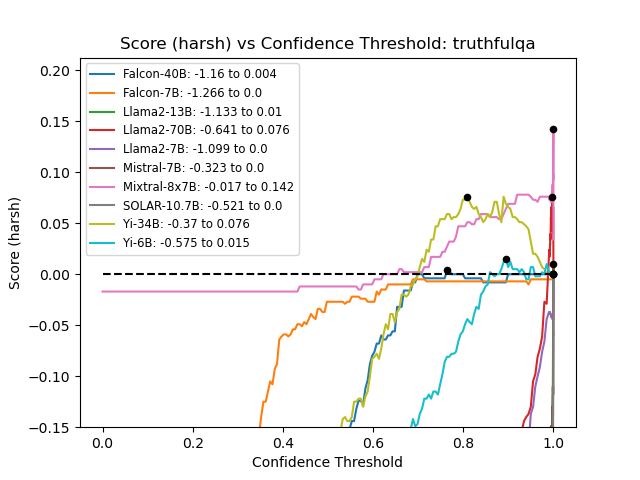 Score (harsh) vs Confidence Threshold: truthfulqa
Score (harsh)
0.20
0.15
0.10
0.05
0.00
−0.05
−0.10
−0.15
Falcon-40B: -1.16 to 0.004
Falcon-7B: -1.266 to 0.0
Llama2-13B: -1.133 to 0.01
Llama2-70B: -0.641 to 0.076
Llama2-7B: -1.099 to 0.0
Mistral-7B: -0.323 to 0.0
Mixtral-8x7B: -0.017 to 0.142
SOLAR-10.7B: -0.521 to 0.0
Yi-34B: -0.37 to 0.076
Yi-6B: -0.575 to 0.015
0.0 0.2 0.4 0.6 0.8 1.0
Confidence Threshold